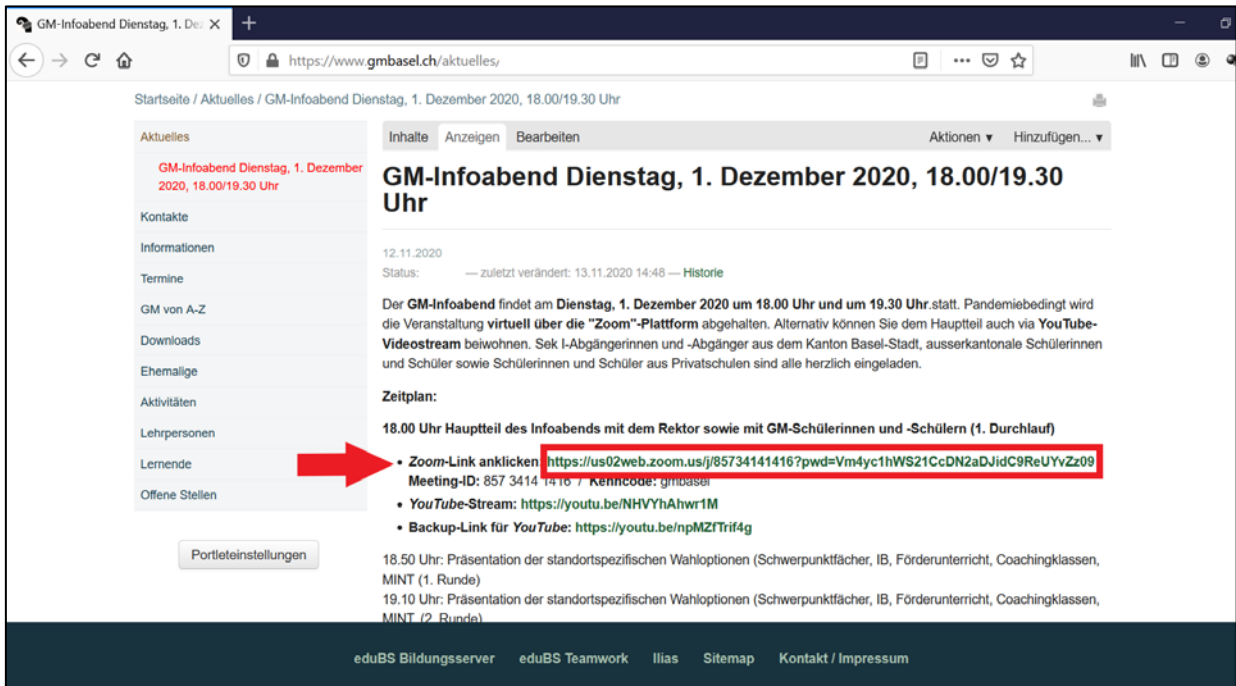 GM-Infoabend Dienstag, 1. De
https://www.gmbasel.ch/aktuelles/
Startseite / Aktuelles / GM-Infoabend Dienstag, 1. Dezember 2020, 18.00/19.30 Uhr
Aktuelles
GM-Infoabend Dienstag, 1. Dezember
2020, 18.00/19.30 Uhr
Kontakte
Informationen
Termine
GM von A-Z
Downloads
Ehemalige
Aktivitäten
Lehrpersonen
Lernende
Offene Stellen
Portleteinstellungen
Inhalte Anzeigen Bearbeiten Aktionen ▾ Hinzufügen... ▾
GM-Infoabend Dienstag, 1. Dezember 2020, 18.00/19.30
Uhr
12.11.2020
Status: — zuletzt verändert: 13.11.2020 14:48 — Historie
Der GM-Infoabend findet am Dienstag, 1. Dezember 2020 um 18.00 Uhr und um 19.30 Uhr.statt. Pandemiebedingt wird
die Veranstaltung virtuell über die "Zoom"-Plattform abgehalten. Alternativ können Sie dem Hauptteil auch via YouTube-
Videostream beiwohnen. Sek I-Abgängerinnen und -Abgänger aus dem Kanton Basel-Stadt, ausserkantonale Schülerinnen
und Schüler sowie Schülerinnen und Schüler aus Privatschulen sind alle herzlich eingeladen.
Zeitplan:
18.00 Uhr Hauptteil des Infoabends mit dem Rektor sowie mit GM-Schülerinnen und -Schülern (1. Durchlauf)
• Zoom-Link anklicken: https://us02web.zoom.us/j/85734141416?pwd=Vm4yc1hWS21CcDN2aDJidC9ReUYvZz09
Meeting-ID: 857 3414 1416 / Kenncode: gmbasel
• YouTube-Stream: https://youtu.be/NHVYhAhwr1M
• Backup-Link für YouTube: https://youtu.be/npMZfTrif4g
18.50 Uhr: Präsentation der standortspezifischen Wahloptionen (Schwerpunktfächer, IB, Förderunterricht, Coachingklassen,
MINT (1. Runde)
19.10 Uhr: Präsentation der standortspezifischen Wahloptionen (Schwerpunktfächer, IB, Förderunterricht, Coachingklassen,
MINT (2. Runde)
eduBS Bildungsserver eduBS Teamwork Ilias Sitemap Kontakt / Impressum